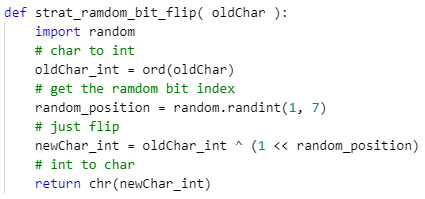 def strat_ramdom_bit_flip( oldChar ):
    import random
    # char to int
    oldChar_int = ord(oldChar)
    # get the ramdom bit index
    random_position = random.randint(1, 7)
    # just flip
    newChar_int = oldChar_int ^ (1 << random_position)
    # int to char
    return chr(newChar_int)